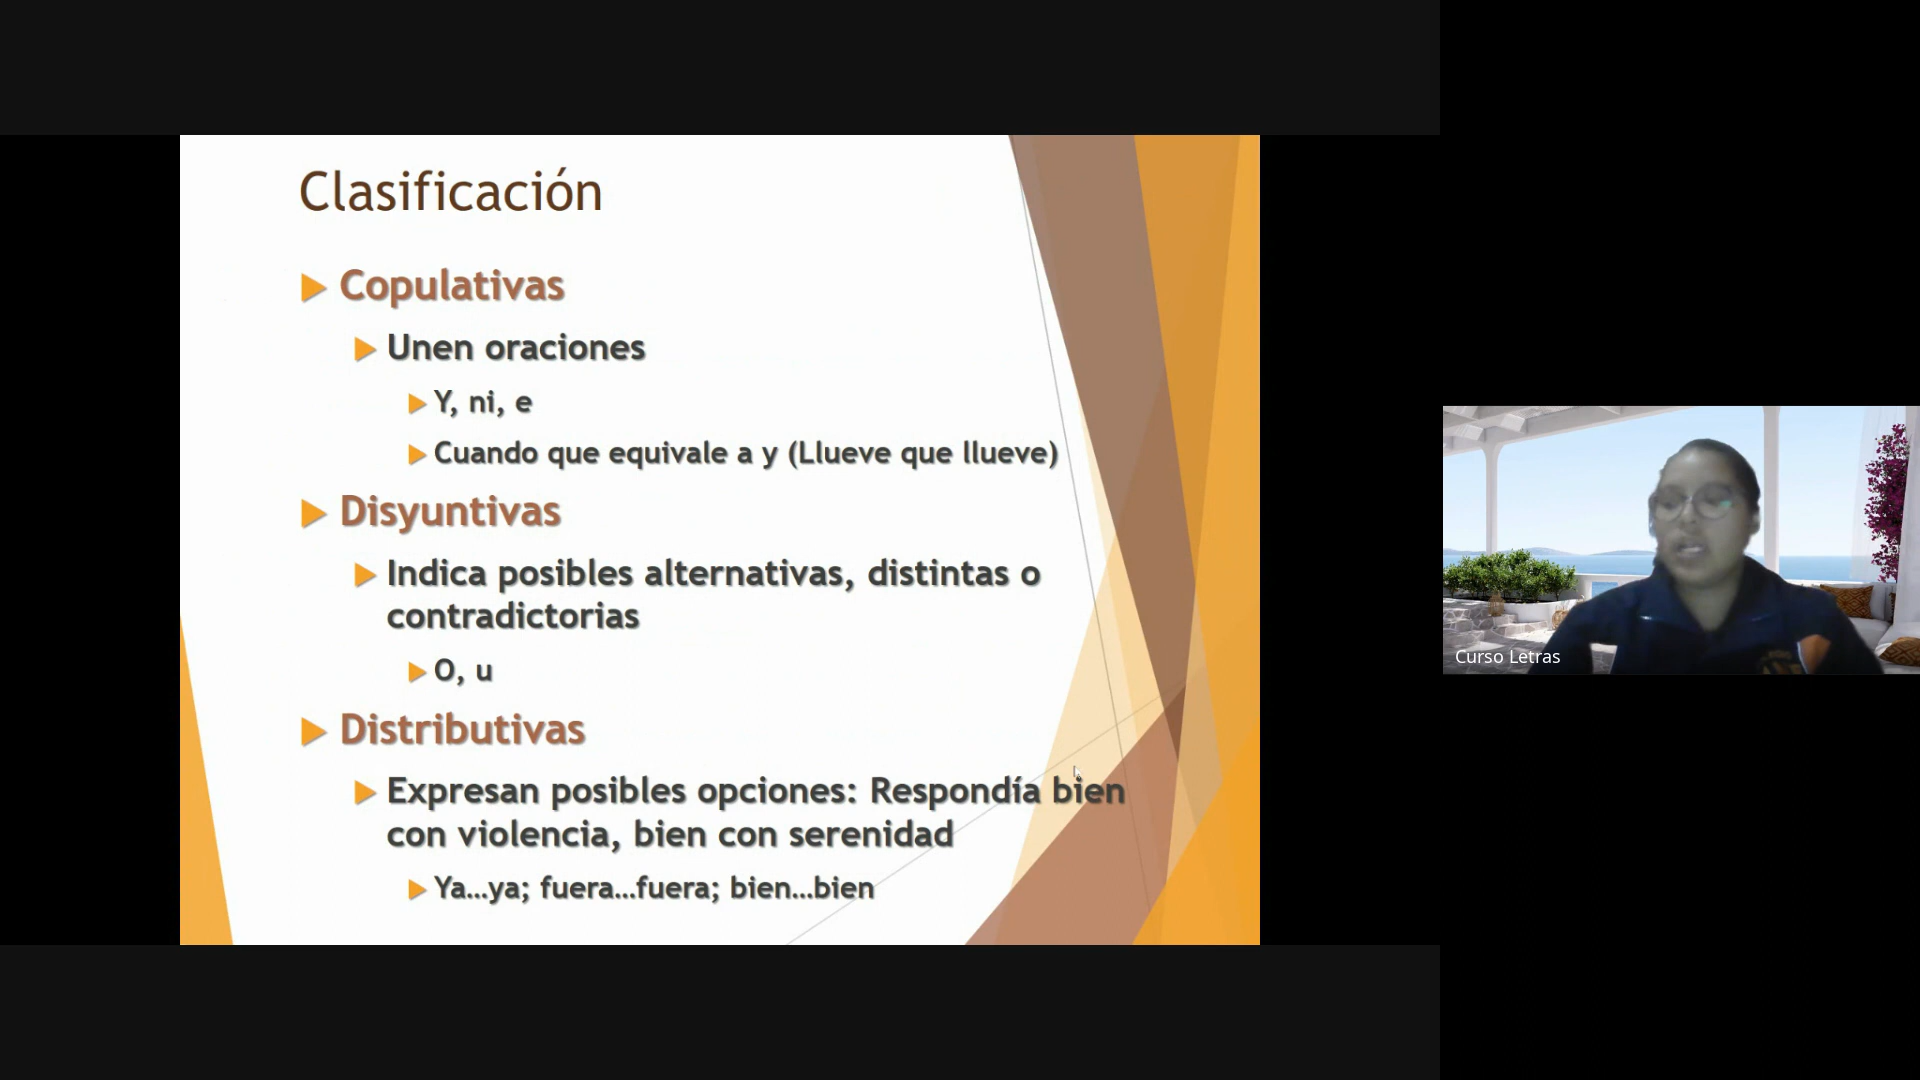 Clasificación
Copulativas
Unen oraciones
Y, ni, e
Cuando que equivale a y (Llueve que llueve)
Disyuntivas
Indica posibles alternativas, distintas o
contradictorias
O, u
Distributivas
Expresan posibles opciones: Respondía bien
con violencia, bien con serenidad
Ya...ya; fuera...fuera; bien...bien
Curso Letras